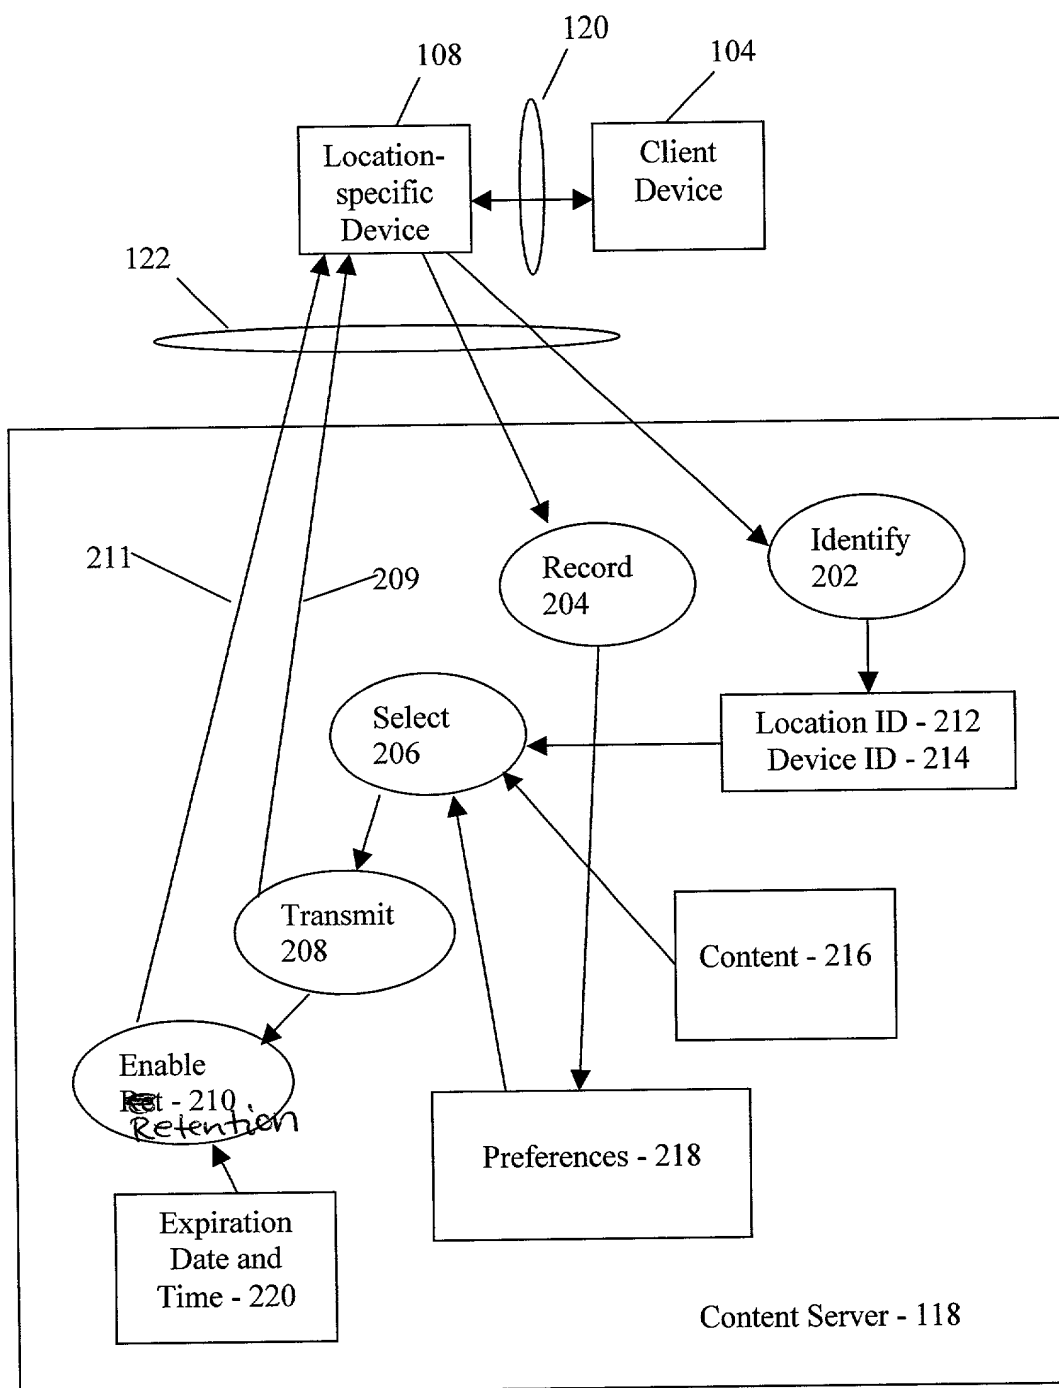 120
108
104
Location-
specific
Device
Client
Device
122
Identify
202
Record
204
211
209
Select
206
Location ID - 212
Device ID - 214
Transmit
208
Content - 216
Enable
- 210
Retention
Preferences - 218
Expiration
Date and
Time - 220
Content Server - 118